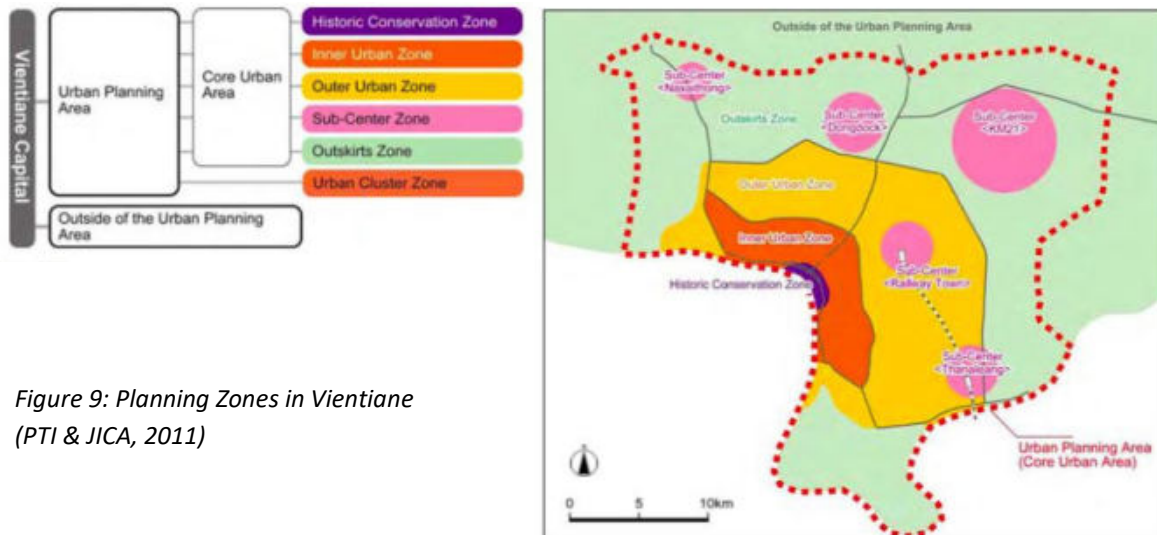 Vientiane Capital
Urban Planning
Area
Core Urban
Area
Historic Conservation Zone
Inner Urban Zone
Outer Urban Zone
Sub-Center Zone
Outskirts Zone
Urban Cluster Zone
Outside of the Urban Planning
Area
Figure 9: Planning Zones in Vientiane
(PTI & JICA, 2011)
Outside of the Urban Planning Area
Sub-Center
<Naxaithong>
Outskirts Zone
Sub-Center
<Dongdock>
Sub-Center
<KM21>
Outer Urban Zone
Inner Urban Zone
Sub-Center
<Railway Town>
Historic Conservation Zone
Sub-Center
<Thanaleang>
Urban Planning Area
(Core Urban Area)
0 5 10km